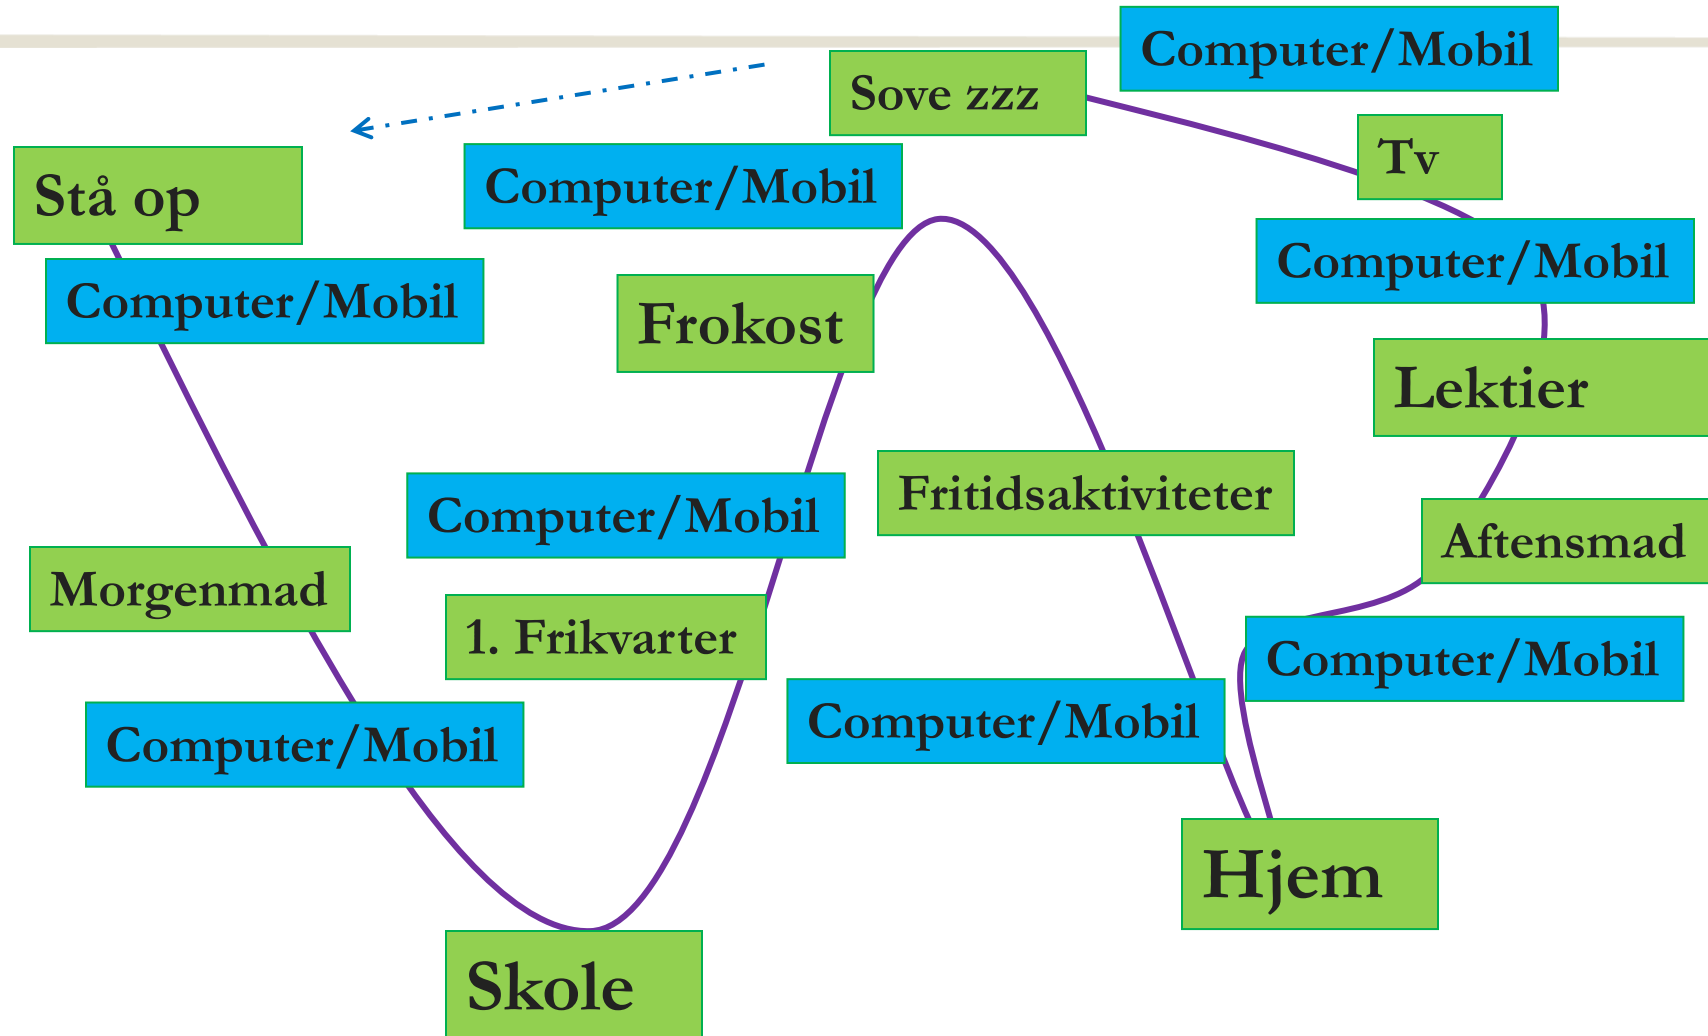 Stå op
Computer/Mobil
Morgenmad
Computer/Mobil
Skole
1. Frikvarter
Computer/Mobil
Frokost
Computer/Mobil
Fritidsaktiviteter
Computer/Mobil
Hjem
Computer/Mobil
Aftensmad
Lektier
Computer/Mobil
Tv
Computer/Mobil
Sove zzz